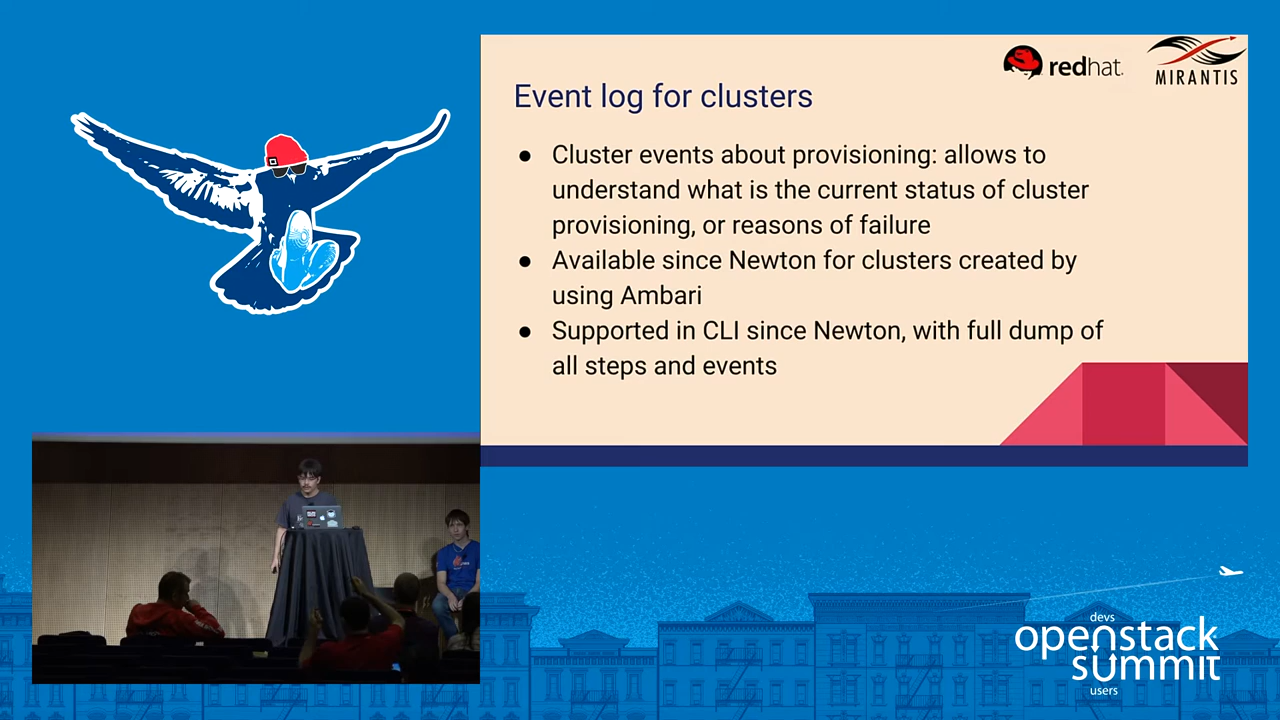 redhat.
MIRANTIS
Event log for clusters
● Cluster events about provisioning: allows to
understand what is the current status of cluster
provisioning, or reasons of failure
● Available since Newton for clusters created by
using Ambari
● Supported in CLI since Newton, with full dump of
all steps and events
devs
openstack
summit
users